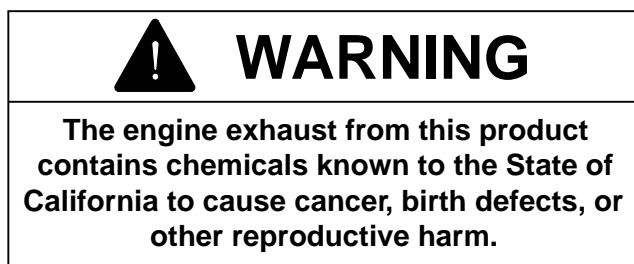 WARNING
The engine exhaust from this product
contains chemicals known to the State of
California to cause cancer, birth defects, or
other reproductive harm.